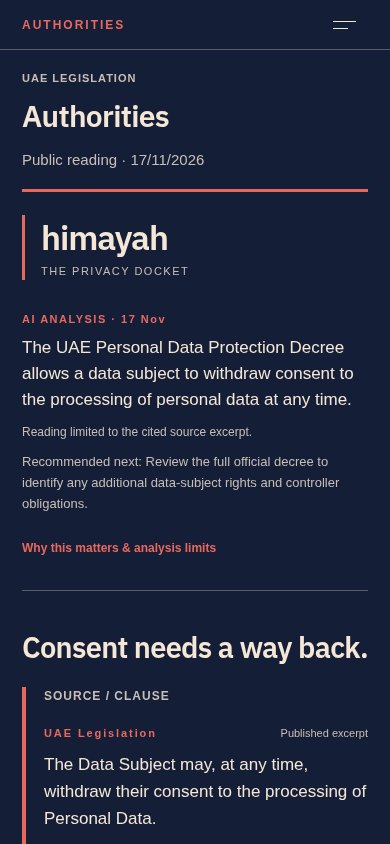 AUTHORITIES
UAE LEGISLATION
Authorities
Public reading · 17/11/2026
himayah
THE PRIVACY DOCKET
AI ANALYSIS · 17 Nov
The UAE Personal Data Protection Decree
allows a data subject to withdraw consent to
the processing of personal data at any time.
Reading limited to the cited source excerpt.
Recommended next: Review the full official decree to
identify any additional data-subject rights and controller
obligations.
Why this matters & analysis limits
Consent needs a way back.
SOURCE / CLAUSE
UAE Legislation Published excerpt
The Data Subject may, at any time,
withdraw their consent to the processing of
Personal Data.